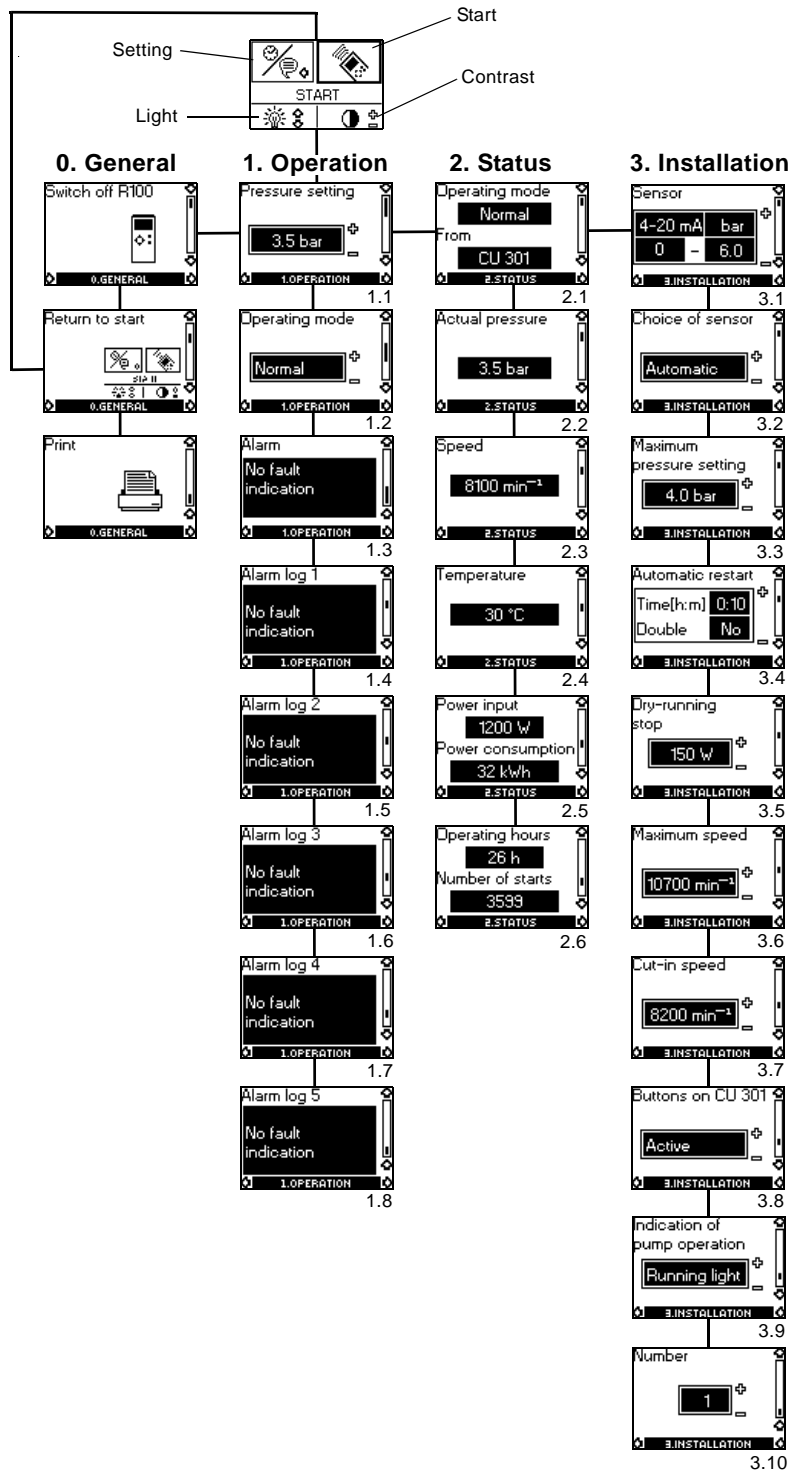 Start
Setting
Contrast
START
Light
0. General
1. Operation
2. Status
3. Installation
Switch off R100
0.GENERAL
Return to start
START
0.GENERAL
Print
0.GENERAL
Pressure setting
3.5 bar
1.OPERATION
1.1
Operating mode
Normal
1.OPERATION
1.2
Alarm
No fault
indication
1.OPERATION
1.3
Alarm log 1
No fault
indication
1.OPERATION
1.4
Alarm log 2
No fault
indication
1.OPERATION
1.5
Alarm log 3
No fault
indication
1.OPERATION
1.6
Alarm log 4
No fault
indication
1.OPERATION
1.7
Alarm log 5
No fault
indication
1.OPERATION
1.8
Operating mode
Normal
From
CU 301
2.STATUS
2.1
Actual pressure
3.5 bar
2.STATUS
2.2
Speed
8100 min⁻¹
2.STATUS
2.3
Temperature
30 °C
2.STATUS
2.4
Power input
1200 W
Power consumption
32 kWh
2.STATUS
2.5
Operating hours
26 h
Number of starts
3599
2.STATUS
2.6
Sensor
4-20 mA bar
0 - 6.0
3.INSTALLATION
3.1
Choice of sensor
Automatic
3.INSTALLATION
3.2
Maximum
pressure setting
4.0 bar
3.INSTALLATION
3.3
Automatic restart
Time[h:m] 0:10
Double No
3.INSTALLATION
3.4
Dry-running
stop
150 W
3.INSTALLATION
3.5
Maximum speed
10700 min⁻¹
3.INSTALLATION
3.6
Cut-in speed
8200 min⁻¹
3.INSTALLATION
3.7
Buttons on CU 301
Active
3.INSTALLATION
3.8
Indication of
pump operation
Running light
3.INSTALLATION
3.9
Number
1
3.INSTALLATION
3.10